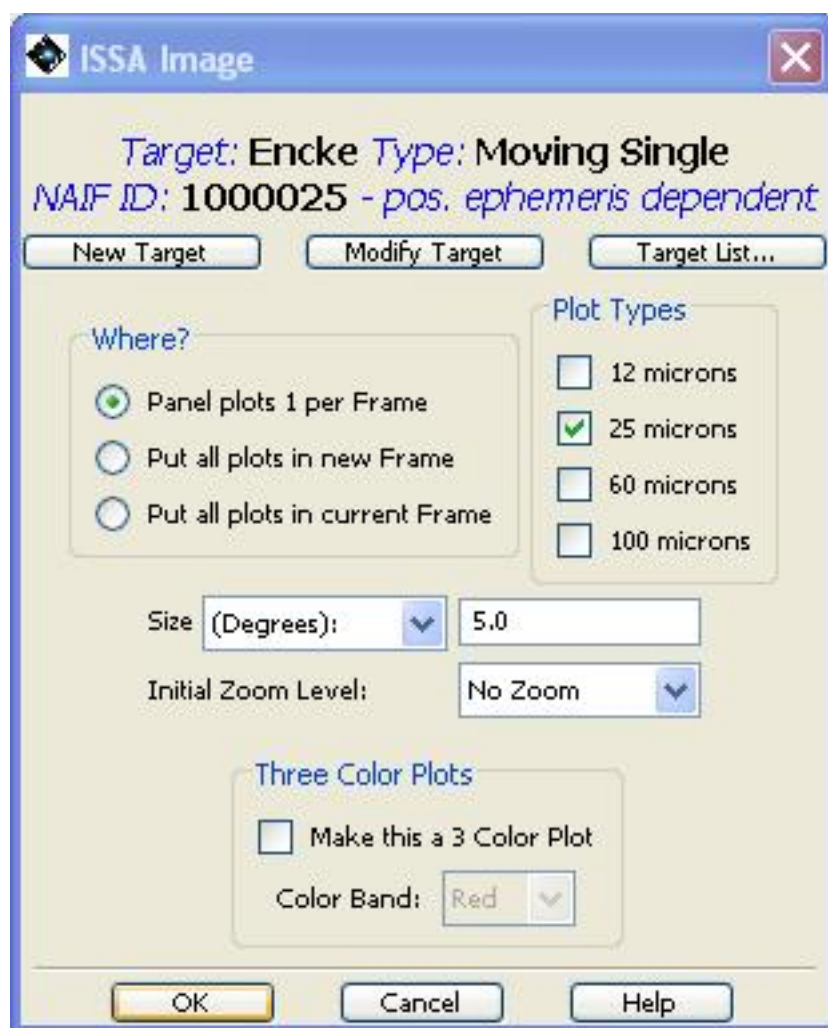 ISSA Image
Target: Encke Type: Moving Single
NAIF ID: 1000025 - pos. ephemeris dependent
New Target Modify Target Target List...
Where?
Panel plots 1 per Frame
Put all plots in new Frame
Put all plots in current Frame
Plot Types
12 microns
25 microns
60 microns
100 microns
Size (Degrees): 5.0
Initial Zoom Level: No Zoom
Three Color Plots
Make this a 3 Color Plot
Color Band: Red
OK Cancel Help